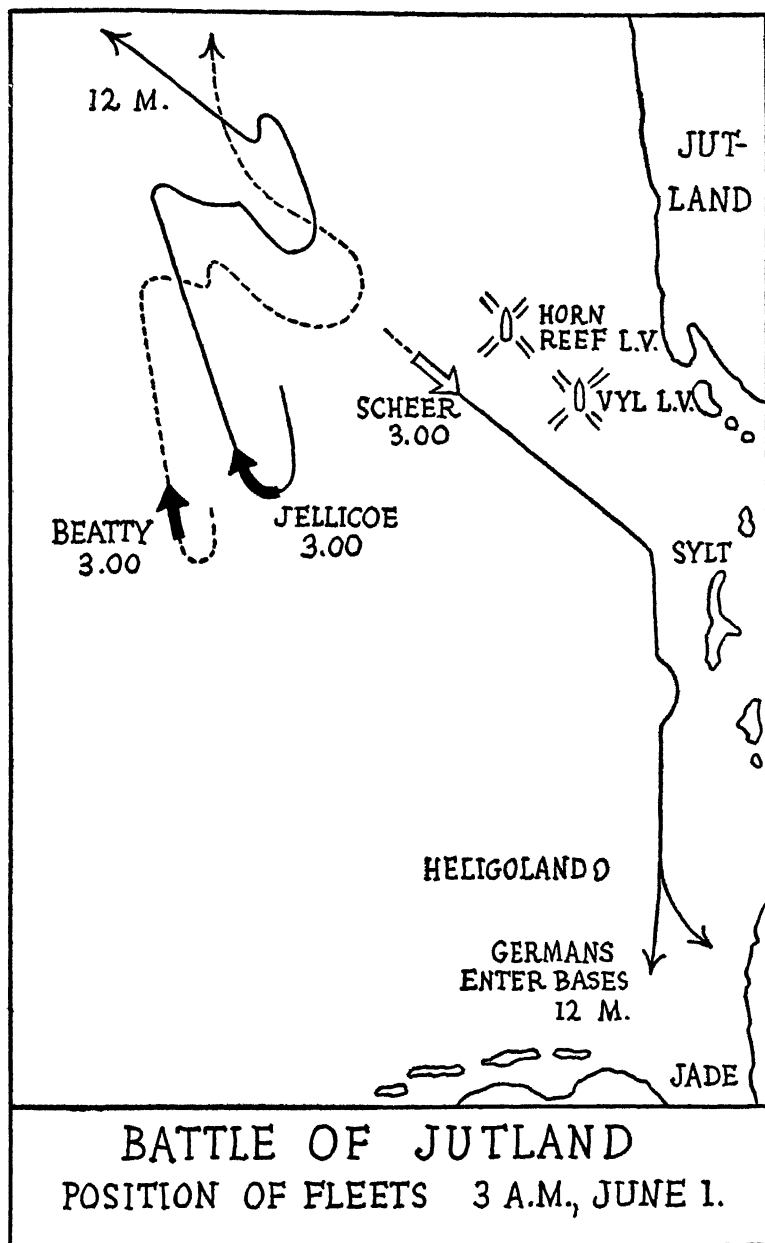 12 M.
JUT-
LAND
HORN
REEF L.V.
VYL L.V.
SCHEER
3.00
JELLICOE
3.00
BEATTY
3.00
SYLT
HELIGOLAND
GERMANS
ENTER BASES
12 M.
JADE
BATTLE OF JUTLAND
POSITION OF FLEETS 3 A.M., JUNE 1.